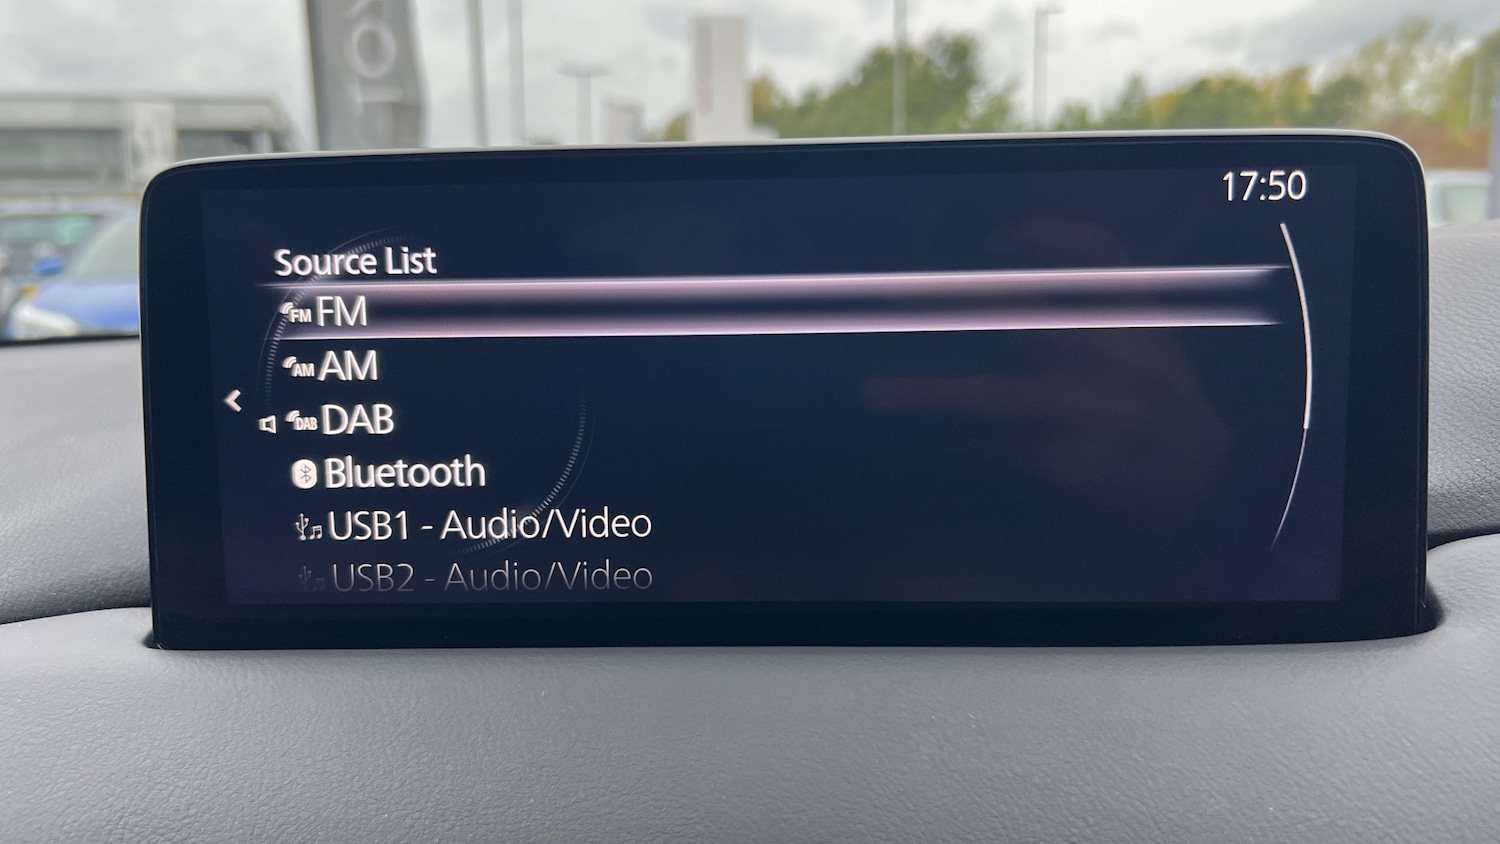 17:50
Source List
FM FM
AM AM
DAB DAB
Bluetooth
USB1 - Audio/Video
USB2 - Audio/Video